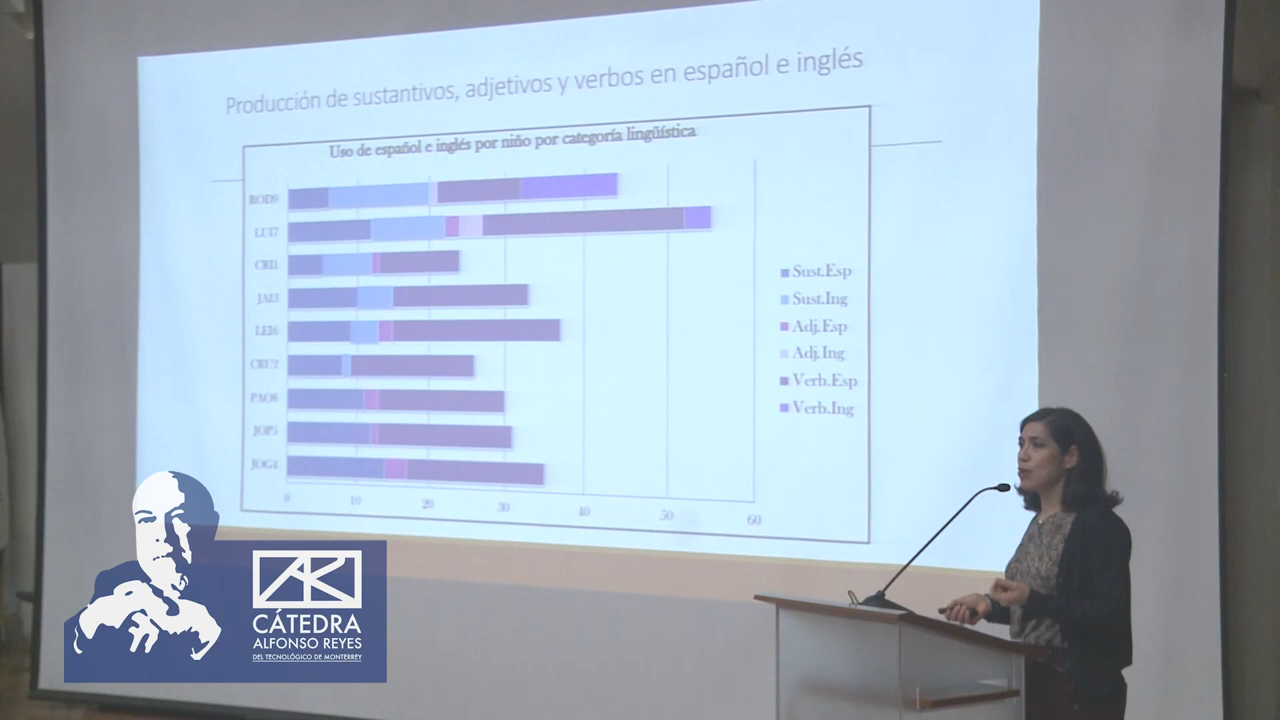 Producción de sustantivos, adjetivos y verbos en español e inglés
Uso de español e inglés por niño por categoría lingüística
ROD9
LUI7
CRI1
JAI3
LEI6
CRU2
PAO8
JOP5
JOG4
0 10 20 30 40 50 60
Sust.Esp
Sust.Ing
Adj.Esp
Adj.Ing
Verb.Esp
Verb.Ing
CÁTEDRA
ALFONSO REYES
DEL TECNOLÓGICO DE MONTERREY